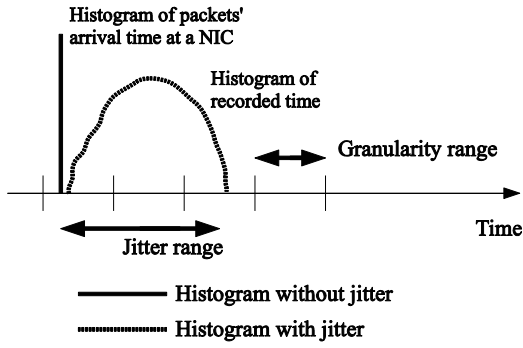 Histogram of packets'
arrival time at a NIC
Histogram of
recorded time
Granularity range
Time
Jitter range
Histogram without jitter
Histogram with jitter